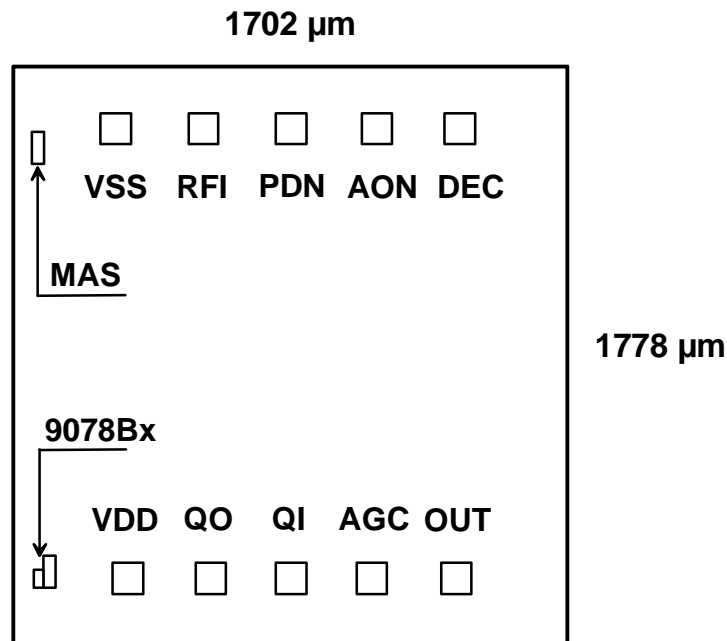 1702 µm
VSS RFI PDN AON DEC
MAS
1778 µm
9078Bx
VDD QO QI AGC OUT